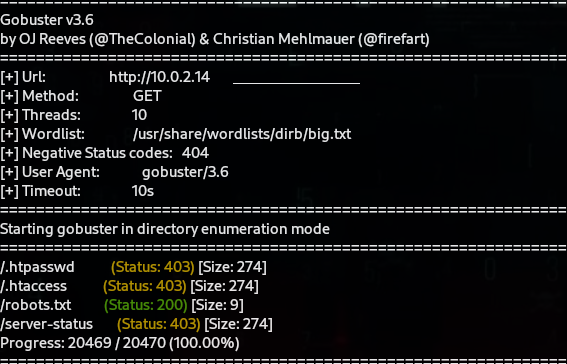 ===============================================================
Gobuster v3.6
by OJ Reeves (@TheColonial) & Christian Mehlmauer (@firefart)
===============================================================
[+] Url: http://10.0.2.14
[+] Method: GET
[+] Threads: 10
[+] Wordlist: /usr/share/wordlists/dirb/big.txt
[+] Negative Status codes: 404
[+] User Agent: gobuster/3.6
[+] Timeout: 10s
===============================================================
Starting gobuster in directory enumeration mode
===============================================================
/.htpasswd (Status: 403) [Size: 274]
/.htaccess (Status: 403) [Size: 274]
/robots.txt (Status: 200) [Size: 9]
/server-status (Status: 403) [Size: 274]
Progress: 20469 / 20470 (100.00%)
===============================================================